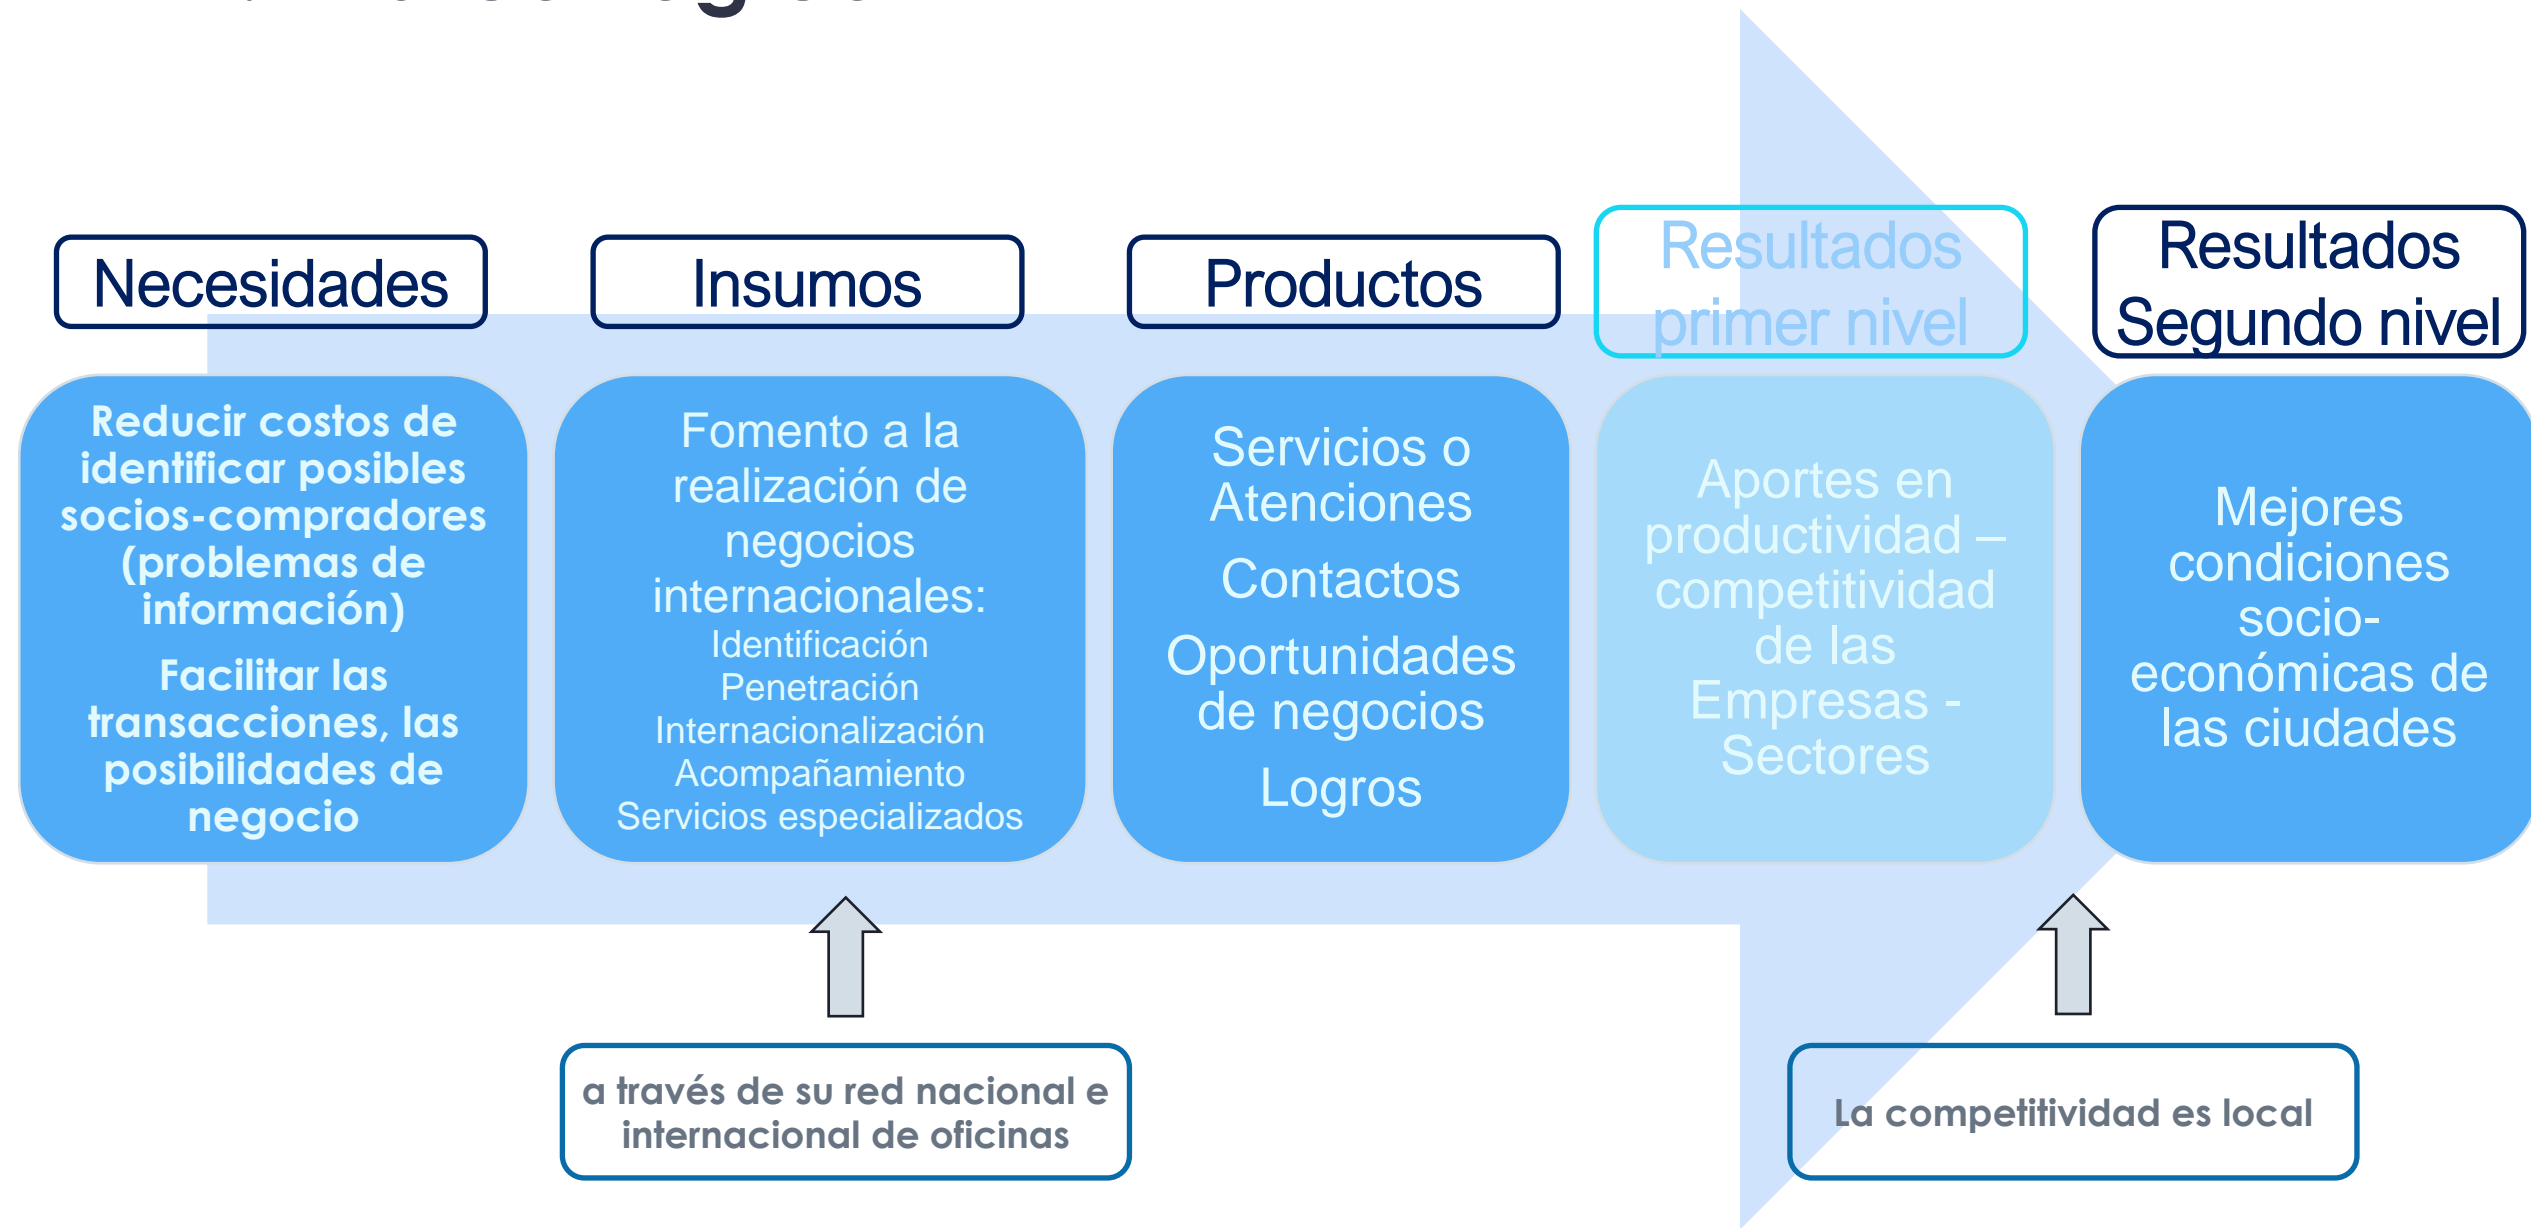 Necesidades
Reducir costos de
identificar posibles
socios-compradores
(problemas de
información)
Facilitar las
transacciones, las
posibilidades de
negocio
Insumos
Fomento a la
realización de
negocios
internacionales:
Identificación
Penetración
Internacionalización
Acompañamiento
Servicios especializados
a través de su red nacional e
internacional de oficinas
Productos
Servicios o
Atenciones
Contactos
Oportunidades
de negocios
Logros
Resultados
primer nivel
Aportes en
productividad –
competitividad
de las
Empresas -
Sectores
Resultados
Segundo nivel
Mejores
condiciones
socio-
económicas de
las ciudades
La competitividad es local